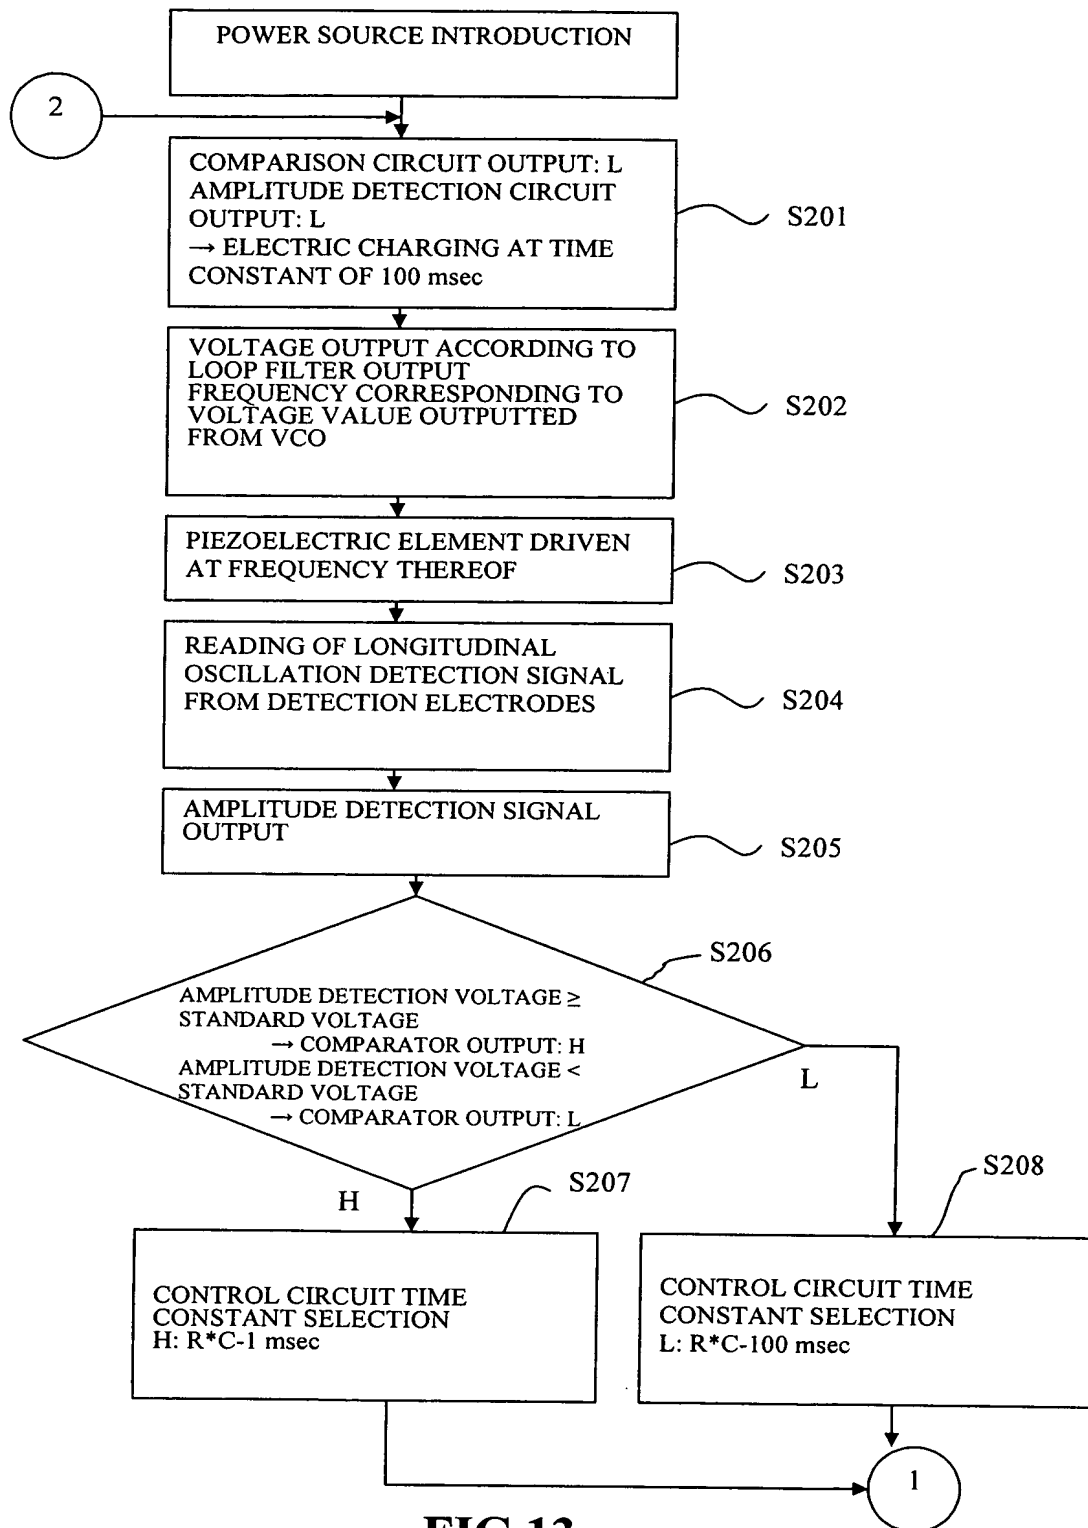 POWER SOURCE INTRODUCTION
2
COMPARISON CIRCUIT OUTPUT: L
AMPLITUDE DETECTION CIRCUIT
OUTPUT: L
→ ELECTRIC CHARGING AT TIME
CONSTANT OF 100 msec
S201
VOLTAGE OUTPUT ACCORDING TO
LOOP FILTER OUTPUT
FREQUENCY CORRESPONDING TO
VOLTAGE VALUE OUTPUTTED
FROM VCO
S202
PIEZOELECTRIC ELEMENT DRIVEN
AT FREQUENCY THEREOF
S203
READING OF LONGITUDINAL
OSCILLATION DETECTION SIGNAL
FROM DETECTION ELECTRODES
S204
AMPLITUDE DETECTION SIGNAL
OUTPUT
S205
S206
AMPLITUDE DETECTION VOLTAGE ≥
STANDARD VOLTAGE
→ COMPARATOR OUTPUT: H
AMPLITUDE DETECTION VOLTAGE <
STANDARD VOLTAGE
→ COMPARATOR OUTPUT: L
L
H
S207
S208
CONTROL CIRCUIT TIME
CONSTANT SELECTION
H: R*C-1 msec
CONTROL CIRCUIT TIME
CONSTANT SELECTION
L: R*C-100 msec
1